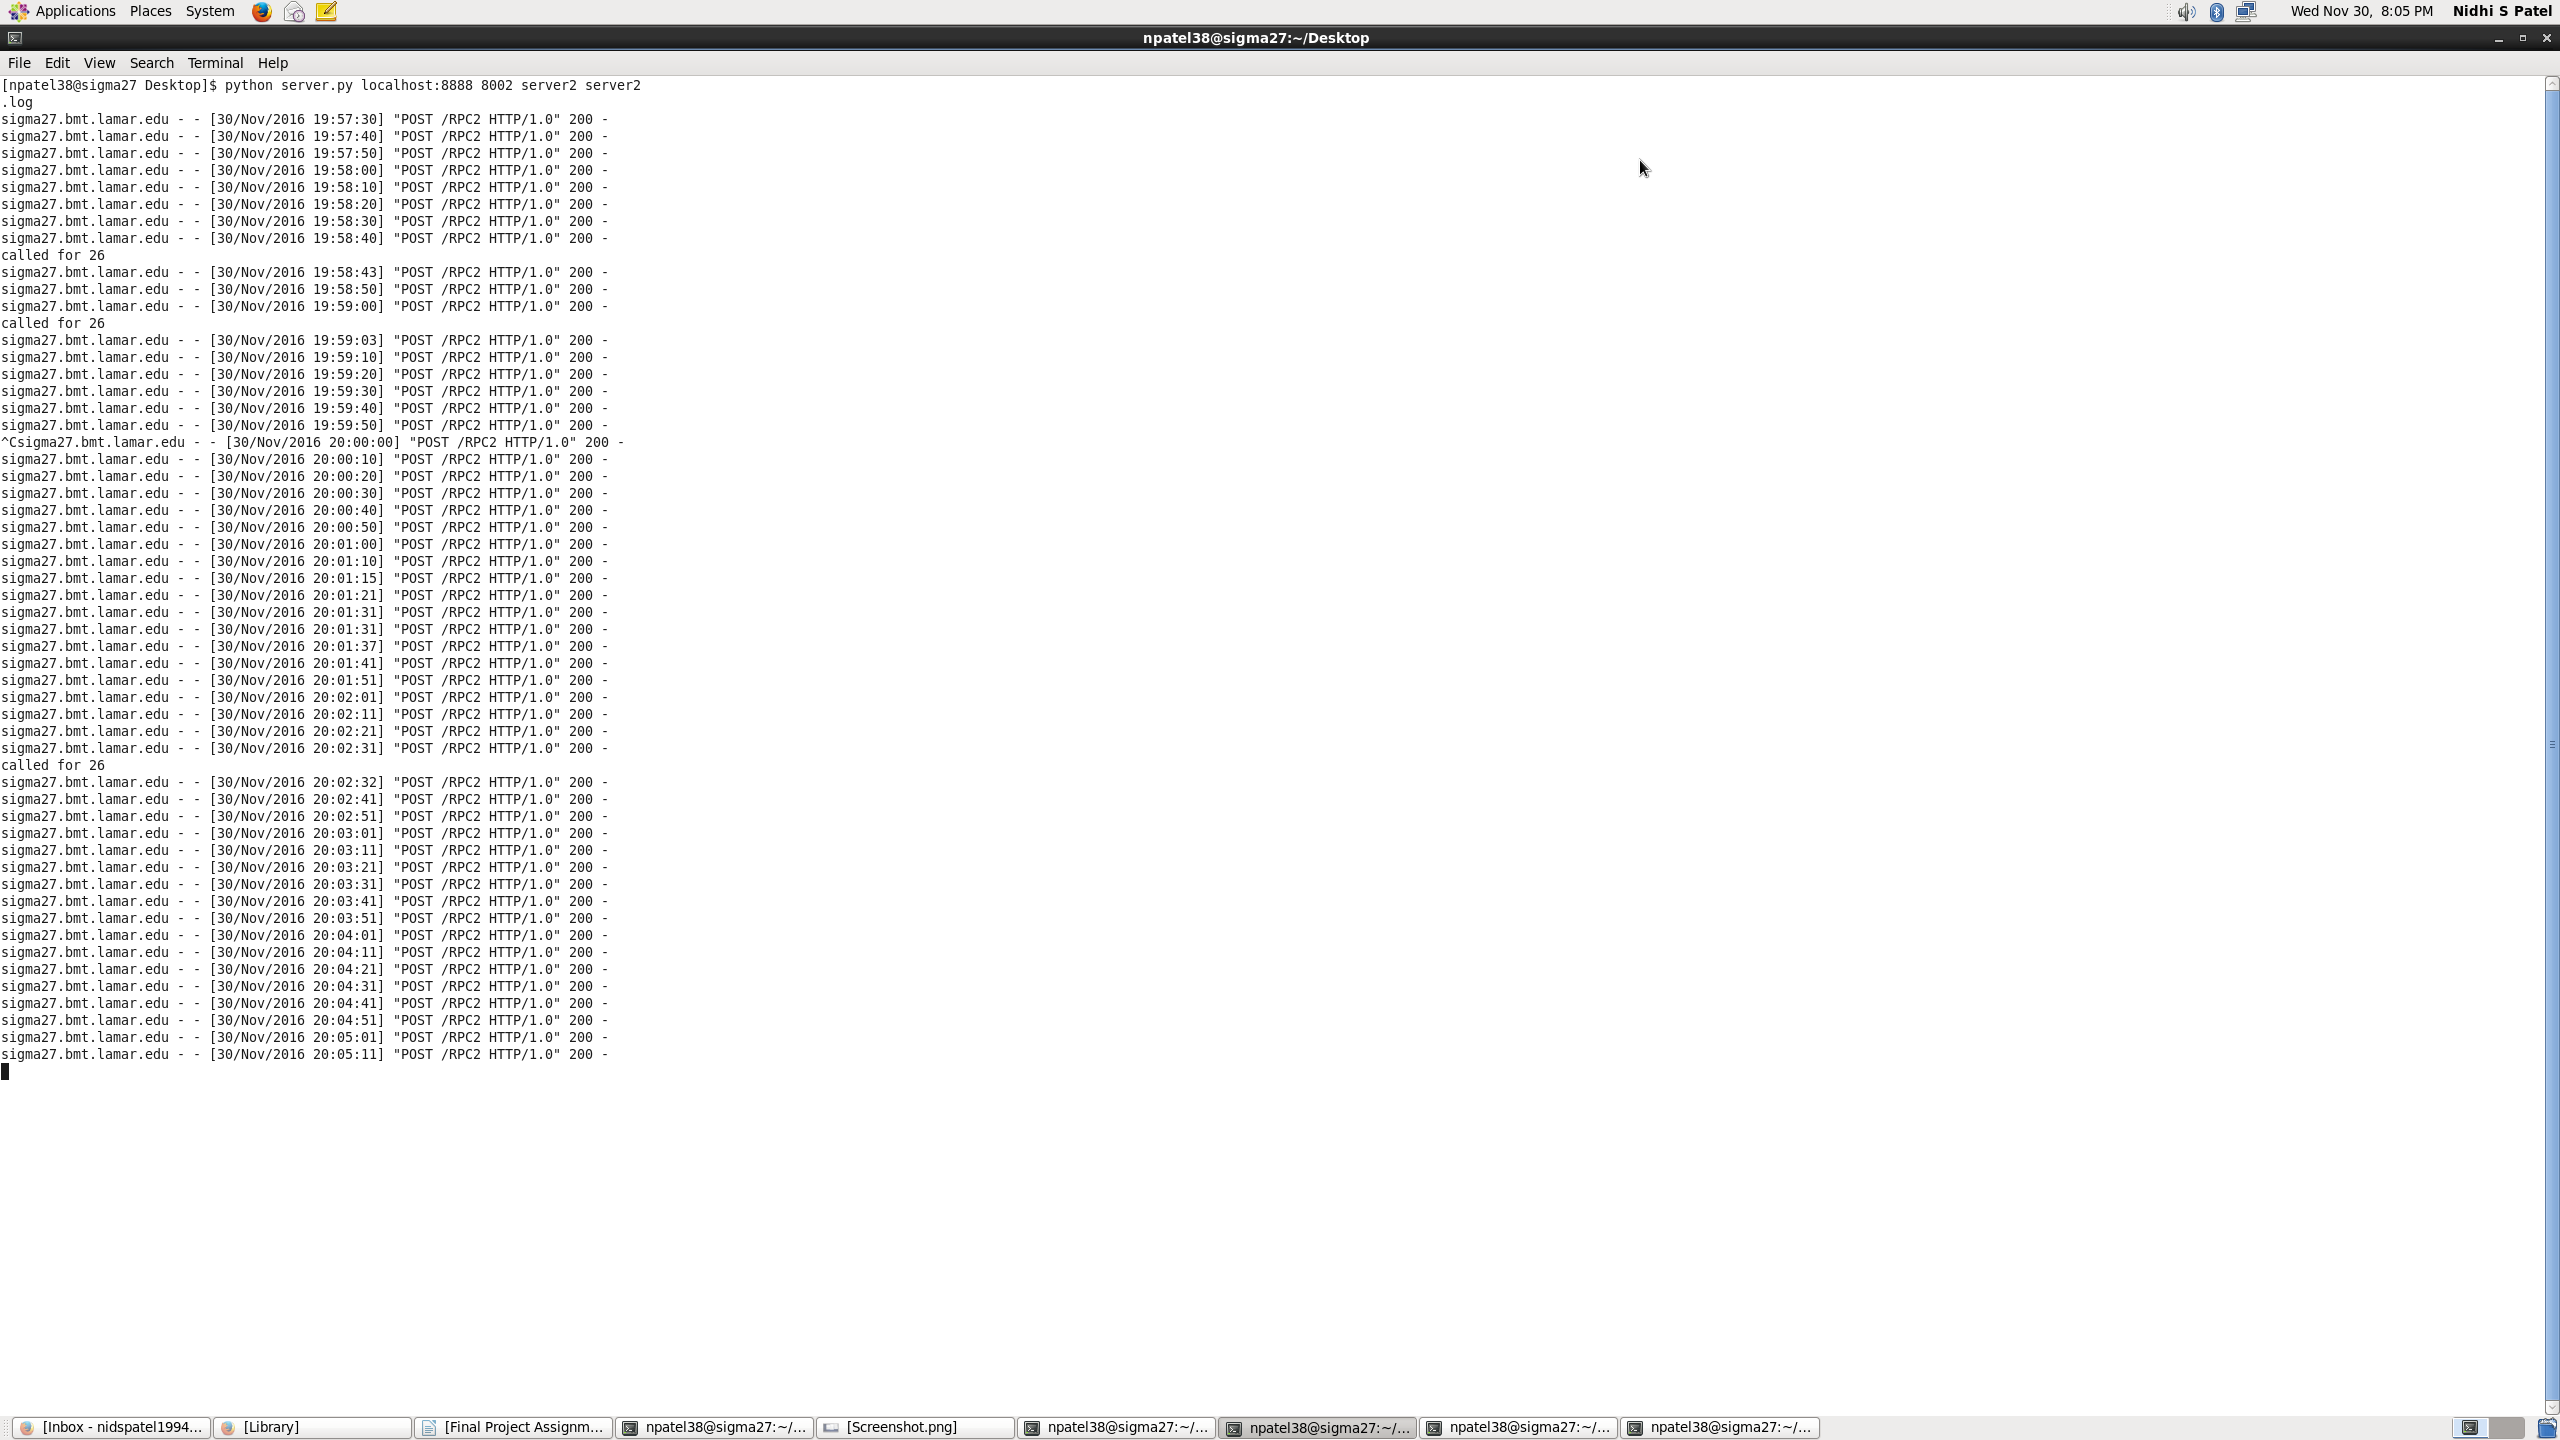 Applications Places System Wed Nov 30, 8:05 PM Nidhi S Patel
npatel38@sigma27:~/Desktop
File Edit View Search Terminal Help
[npatel38@sigma27 Desktop]$ python server.py localhost:8888 8002 server2 server2
.log
sigma27.bmt.lamar.edu - - [30/Nov/2016 19:57:30] "POST /RPC2 HTTP/1.0" 200 -
sigma27.bmt.lamar.edu - - [30/Nov/2016 19:57:40] "POST /RPC2 HTTP/1.0" 200 -
sigma27.bmt.lamar.edu - - [30/Nov/2016 19:57:50] "POST /RPC2 HTTP/1.0" 200 -
sigma27.bmt.lamar.edu - - [30/Nov/2016 19:58:00] "POST /RPC2 HTTP/1.0" 200 -
sigma27.bmt.lamar.edu - - [30/Nov/2016 19:58:10] "POST /RPC2 HTTP/1.0" 200 -
sigma27.bmt.lamar.edu - - [30/Nov/2016 19:58:20] "POST /RPC2 HTTP/1.0" 200 -
sigma27.bmt.lamar.edu - - [30/Nov/2016 19:58:30] "POST /RPC2 HTTP/1.0" 200 -
sigma27.bmt.lamar.edu - - [30/Nov/2016 19:58:40] "POST /RPC2 HTTP/1.0" 200 -
called for 26
sigma27.bmt.lamar.edu - - [30/Nov/2016 19:58:43] "POST /RPC2 HTTP/1.0" 200 -
sigma27.bmt.lamar.edu - - [30/Nov/2016 19:58:50] "POST /RPC2 HTTP/1.0" 200 -
sigma27.bmt.lamar.edu - - [30/Nov/2016 19:59:00] "POST /RPC2 HTTP/1.0" 200 -
called for 26
sigma27.bmt.lamar.edu - - [30/Nov/2016 19:59:03] "POST /RPC2 HTTP/1.0" 200 -
sigma27.bmt.lamar.edu - - [30/Nov/2016 19:59:10] "POST /RPC2 HTTP/1.0" 200 -
sigma27.bmt.lamar.edu - - [30/Nov/2016 19:59:20] "POST /RPC2 HTTP/1.0" 200 -
sigma27.bmt.lamar.edu - - [30/Nov/2016 19:59:30] "POST /RPC2 HTTP/1.0" 200 -
sigma27.bmt.lamar.edu - - [30/Nov/2016 19:59:40] "POST /RPC2 HTTP/1.0" 200 -
sigma27.bmt.lamar.edu - - [30/Nov/2016 19:59:50] "POST /RPC2 HTTP/1.0" 200 -
^Csigma27.bmt.lamar.edu - - [30/Nov/2016 20:00:00] "POST /RPC2 HTTP/1.0" 200 -
sigma27.bmt.lamar.edu - - [30/Nov/2016 20:00:10] "POST /RPC2 HTTP/1.0" 200 -
sigma27.bmt.lamar.edu - - [30/Nov/2016 20:00:20] "POST /RPC2 HTTP/1.0" 200 -
sigma27.bmt.lamar.edu - - [30/Nov/2016 20:00:30] "POST /RPC2 HTTP/1.0" 200 -
sigma27.bmt.lamar.edu - - [30/Nov/2016 20:00:40] "POST /RPC2 HTTP/1.0" 200 -
sigma27.bmt.lamar.edu - - [30/Nov/2016 20:00:50] "POST /RPC2 HTTP/1.0" 200 -
sigma27.bmt.lamar.edu - - [30/Nov/2016 20:01:00] "POST /RPC2 HTTP/1.0" 200 -
sigma27.bmt.lamar.edu - - [30/Nov/2016 20:01:10] "POST /RPC2 HTTP/1.0" 200 -
sigma27.bmt.lamar.edu - - [30/Nov/2016 20:01:15] "POST /RPC2 HTTP/1.0" 200 -
sigma27.bmt.lamar.edu - - [30/Nov/2016 20:01:21] "POST /RPC2 HTTP/1.0" 200 -
sigma27.bmt.lamar.edu - - [30/Nov/2016 20:01:31] "POST /RPC2 HTTP/1.0" 200 -
sigma27.bmt.lamar.edu - - [30/Nov/2016 20:01:31] "POST /RPC2 HTTP/1.0" 200 -
sigma27.bmt.lamar.edu - - [30/Nov/2016 20:01:37] "POST /RPC2 HTTP/1.0" 200 -
sigma27.bmt.lamar.edu - - [30/Nov/2016 20:01:41] "POST /RPC2 HTTP/1.0" 200 -
sigma27.bmt.lamar.edu - - [30/Nov/2016 20:01:51] "POST /RPC2 HTTP/1.0" 200 -
sigma27.bmt.lamar.edu - - [30/Nov/2016 20:02:01] "POST /RPC2 HTTP/1.0" 200 -
sigma27.bmt.lamar.edu - - [30/Nov/2016 20:02:11] "POST /RPC2 HTTP/1.0" 200 -
sigma27.bmt.lamar.edu - - [30/Nov/2016 20:02:21] "POST /RPC2 HTTP/1.0" 200 -
sigma27.bmt.lamar.edu - - [30/Nov/2016 20:02:31] "POST /RPC2 HTTP/1.0" 200 -
called for 26
sigma27.bmt.lamar.edu - - [30/Nov/2016 20:02:32] "POST /RPC2 HTTP/1.0" 200 -
sigma27.bmt.lamar.edu - - [30/Nov/2016 20:02:41] "POST /RPC2 HTTP/1.0" 200 -
sigma27.bmt.lamar.edu - - [30/Nov/2016 20:02:51] "POST /RPC2 HTTP/1.0" 200 -
sigma27.bmt.lamar.edu - - [30/Nov/2016 20:03:01] "POST /RPC2 HTTP/1.0" 200 -
sigma27.bmt.lamar.edu - - [30/Nov/2016 20:03:11] "POST /RPC2 HTTP/1.0" 200 -
sigma27.bmt.lamar.edu - - [30/Nov/2016 20:03:21] "POST /RPC2 HTTP/1.0" 200 -
sigma27.bmt.lamar.edu - - [30/Nov/2016 20:03:31] "POST /RPC2 HTTP/1.0" 200 -
sigma27.bmt.lamar.edu - - [30/Nov/2016 20:03:41] "POST /RPC2 HTTP/1.0" 200 -
sigma27.bmt.lamar.edu - - [30/Nov/2016 20:03:51] "POST /RPC2 HTTP/1.0" 200 -
sigma27.bmt.lamar.edu - - [30/Nov/2016 20:04:01] "POST /RPC2 HTTP/1.0" 200 -
sigma27.bmt.lamar.edu - - [30/Nov/2016 20:04:11] "POST /RPC2 HTTP/1.0" 200 -
sigma27.bmt.lamar.edu - - [30/Nov/2016 20:04:21] "POST /RPC2 HTTP/1.0" 200 -
sigma27.bmt.lamar.edu - - [30/Nov/2016 20:04:31] "POST /RPC2 HTTP/1.0" 200 -
sigma27.bmt.lamar.edu - - [30/Nov/2016 20:04:41] "POST /RPC2 HTTP/1.0" 200 -
sigma27.bmt.lamar.edu - - [30/Nov/2016 20:04:51] "POST /RPC2 HTTP/1.0" 200 -
sigma27.bmt.lamar.edu - - [30/Nov/2016 20:05:01] "POST /RPC2 HTTP/1.0" 200 -
sigma27.bmt.lamar.edu - - [30/Nov/2016 20:05:11] "POST /RPC2 HTTP/1.0" 200 -
[Inbox - nidspatel1994... [Library] [Final Project Assignm... npatel38@sigma27:~/... [Screenshot.png] npatel38@sigma27:~/... npatel38@sigma27:~/... npatel38@sigma27:~/... npatel38@sigma27:~/...